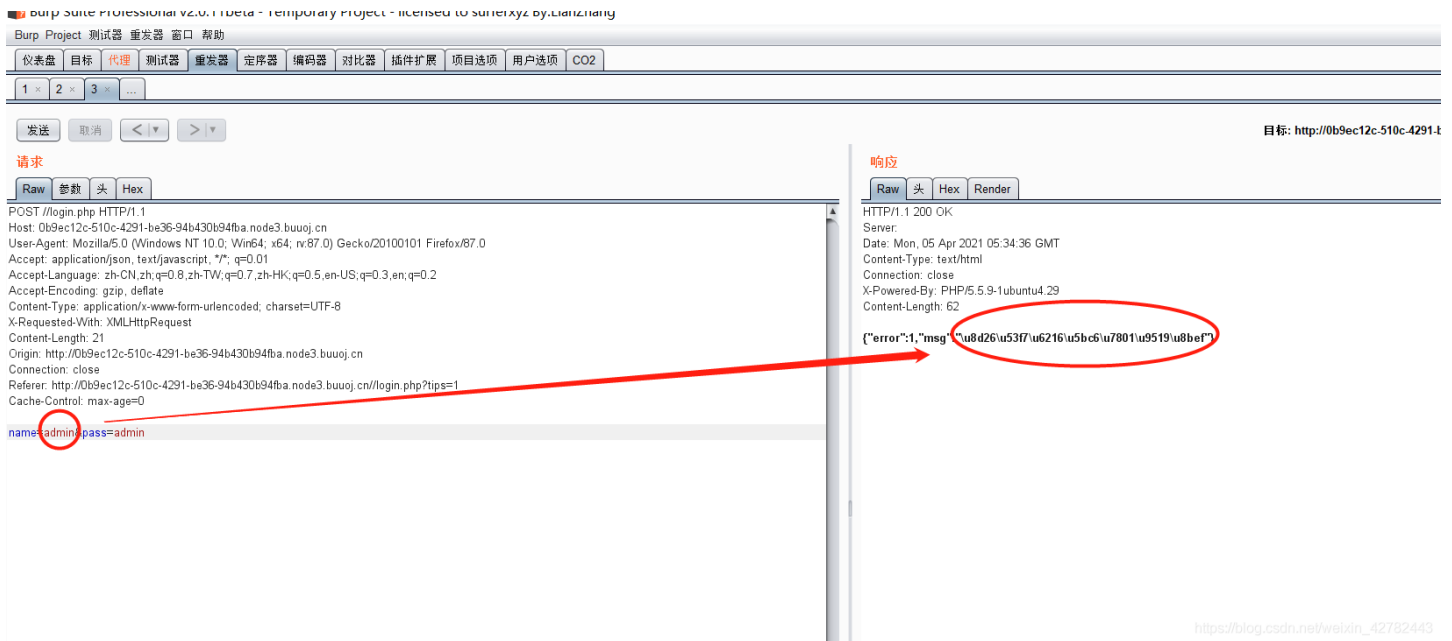 Burp Suite Professional v2.0.11beta - Temporary Project - licensed to surferxyz By:LianZhang
Burp Project 测试器 重发器 窗口 帮助
仪表盘 目标 代理 测试器 重发器 定序器 编码器 对比器 插件扩展 项目选项 用户选项 CO2
1 × 2 × 3 × ...
发送 取消 < | ▼ > | ▼
目标: http://0b9ec12c-510c-4291-b
请求
Raw 参数 头 Hex
POST //login.php HTTP/1.1
Host: 0b9ec12c-510c-4291-be36-94b430b94fba.node3.buuoj.cn
User-Agent: Mozilla/5.0 (Windows NT 10.0; Win64; x64; rv:87.0) Gecko/20100101 Firefox/87.0
Accept: application/json, text/javascript, */*; q=0.01
Accept-Language: zh-CN,zh;q=0.8,zh-TW;q=0.7,zh-HK;q=0.5,en-US;q=0.3,en;q=0.2
Accept-Encoding: gzip, deflate
Content-Type: application/x-www-form-urlencoded; charset=UTF-8
X-Requested-With: XMLHttpRequest
Content-Length: 21
Origin: http://0b9ec12c-510c-4291-be36-94b430b94fba.node3.buuoj.cn
Connection: close
Referer: http://0b9ec12c-510c-4291-be36-94b430b94fba.node3.buuoj.cn//login.php?tips=1
Cache-Control: max-age=0
name=admin&pass=admin
响应
Raw 头 Hex Render
HTTP/1.1 200 OK
Server:
Date: Mon, 05 Apr 2021 05:34:36 GMT
Content-Type: text/html
Connection: close
X-Powered-By: PHP/5.5.9-1ubuntu4.29
Content-Length: 62
{"error":1,"msg":"\u8d26\u53f7\u6216\u5bc6\u7801\u9519\u8bef"}
https://blog.csdn.net/weixin_42782443